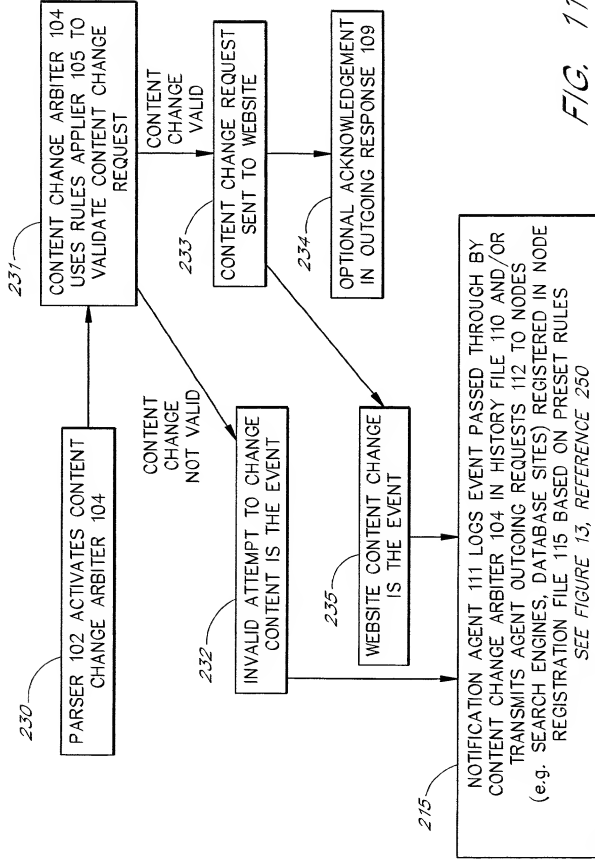 230
PARSER 102 ACTIVATES CONTENT
CHANGE ARBITER 104
231
CONTENT CHANGE ARBITER 104
USES RULES APPLIER 105 TO
VALIDATE CONTENT CHANGE
REQUEST
CONTENT
CHANGE
NOT VALID
CONTENT
CHANGE
VALID
232
INVALID ATTEMPT TO CHANGE
CONTENT IS THE EVENT
233
CONTENT CHANGE REQUEST
SENT TO WEBSITE
235
WEBSITE CONTENT CHANGE
IS THE EVENT
234
OPTIONAL ACKNOWLEDGEMENT
IN OUTGOING RESPONSE 109
215
NOTIFICATION AGENT 111 LOGS EVENT PASSED THROUGH BY
CONTENT CHANGE ARBITER 104 IN HISTORY FILE 110 AND/OR
TRANSMITS AGENT OUTGOING REQUESTS 112 TO NODES
(e.g. SEARCH ENGINES, DATABASE SITES) REGISTERED IN NODE
REGISTRATION FILE 115 BASED ON PRESET RULES
SEE FIGURE 13, REFERENCE 250
FIG. 11